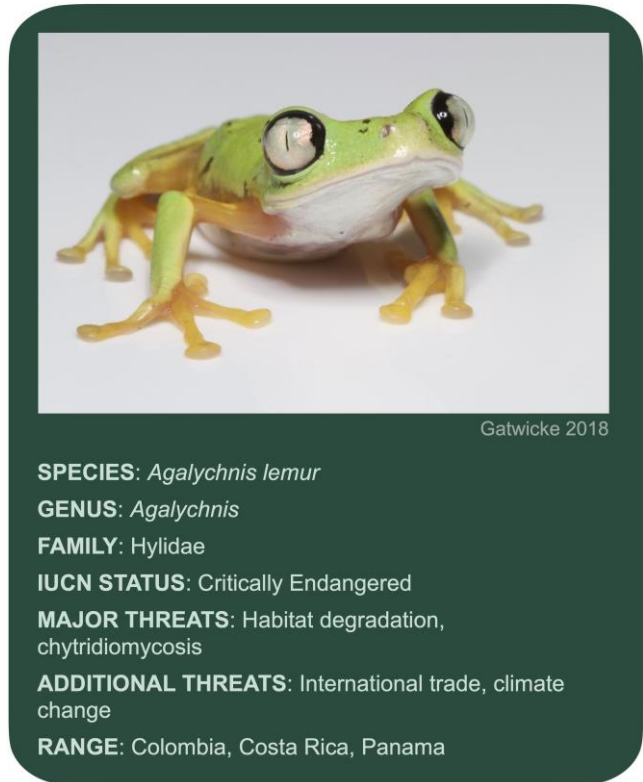 Gatwicke 2018
SPECIES: Agalychnis lemur
GENUS: Agalychnis
FAMILY: Hylidae
IUCN STATUS: Critically Endangered
MAJOR THREATS: Habitat degradation,
chytridiomycosis
ADDITIONAL THREATS: International trade, climate
change
RANGE: Colombia, Costa Rica, Panama